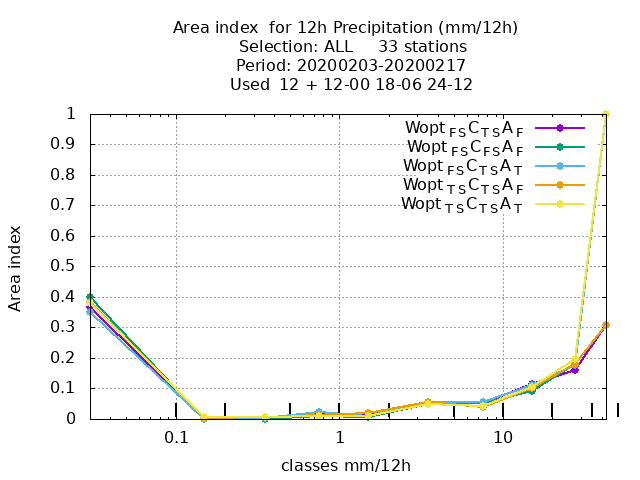 Area index  for 12h Precipitation (mm/12h)
Selection: ALL     33 stations
Period: 20200203-20200217
Used  12 + 12-00 18-06 24-12
Wopt FS C TS A F
Wopt FS C FS A F
Wopt FS C TS A T
Wopt TS C TS A F
Wopt TS C TS A T
1
0.9
0.8
0.7
0.6
0.5
0.4
0.3
0.2
0.1
0
Area index
0.1 1 10
classes mm/12h